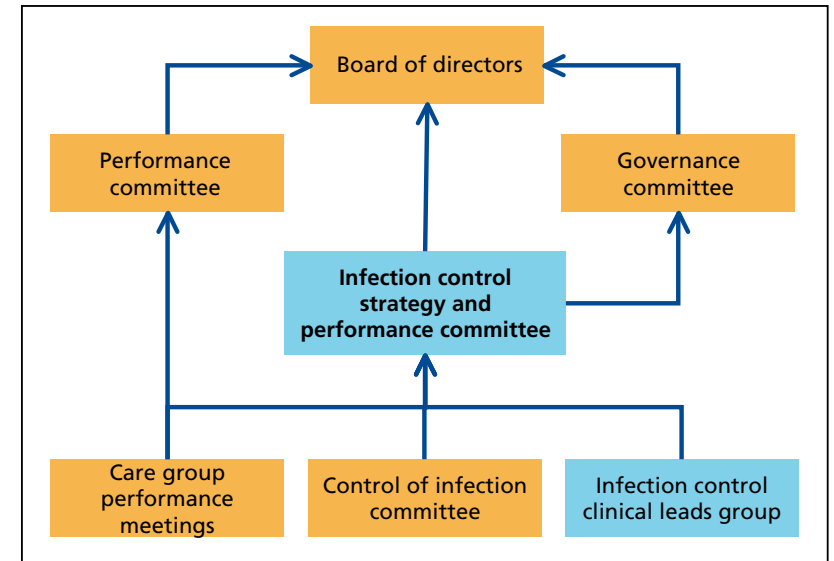 Board of directors
Performance
committee
Governance
committee
Infection control
strategy and
performance committee
Care group
performance
meetings
Control of infection
committee
Infection control
clinical leads group